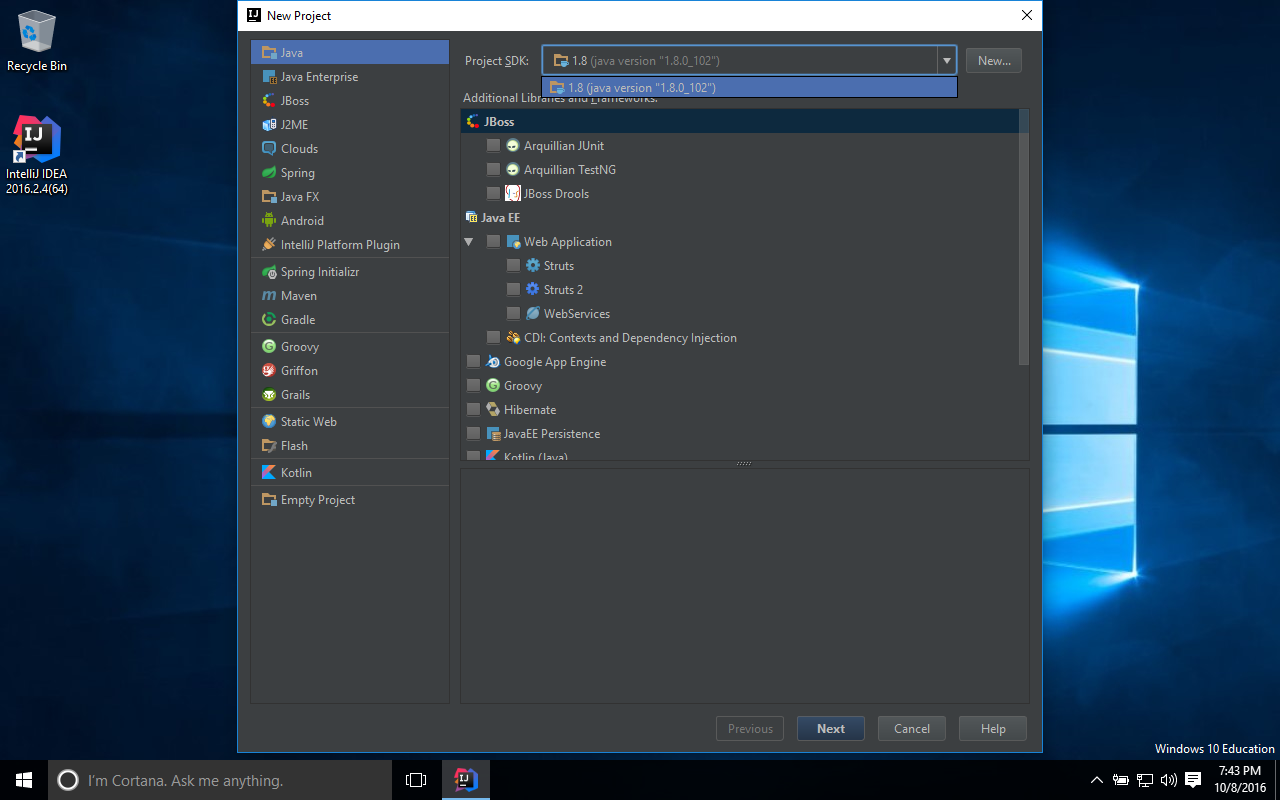 Recycle Bin
IntelliJ IDEA
2016.2.4(64)
New Project
Java
Java Enterprise
JBoss
J2ME
Clouds
Spring
Java FX
Android
IntelliJ Platform Plugin
Spring Initializr
Maven
Gradle
Groovy
Griffon
Grails
Static Web
Flash
Kotlin
Empty Project
Project SDK: 1.8 (java version "1.8.0_102") New...
1.8 (java version "1.8.0_102")
Additional Libraries and Frameworks:
JBoss
Arquillian JUnit
Arquillian TestNG
JBoss Drools
Java EE
Web Application
Struts
Struts 2
WebServices
CDI: Contexts and Dependency Injection
Google App Engine
Groovy
Hibernate
JavaEE Persistence
Kotlin (Java)
Previous Next Cancel Help
Windows 10 Education
I'm Cortana. Ask me anything.
7:43 PM
10/8/2016